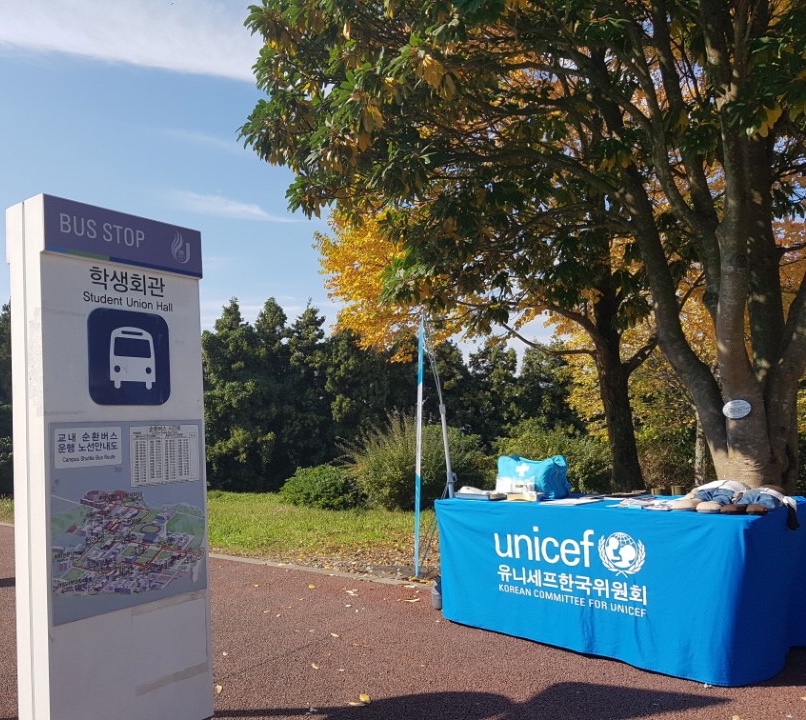 BUS STOP
학생회관
Student Union Hall
교내 순환버스
운행 노선안내도
Campus Shuttle Bus Route
unicef
유니세프한국위원회
KOREAN COMMITTEE FOR UNICEF